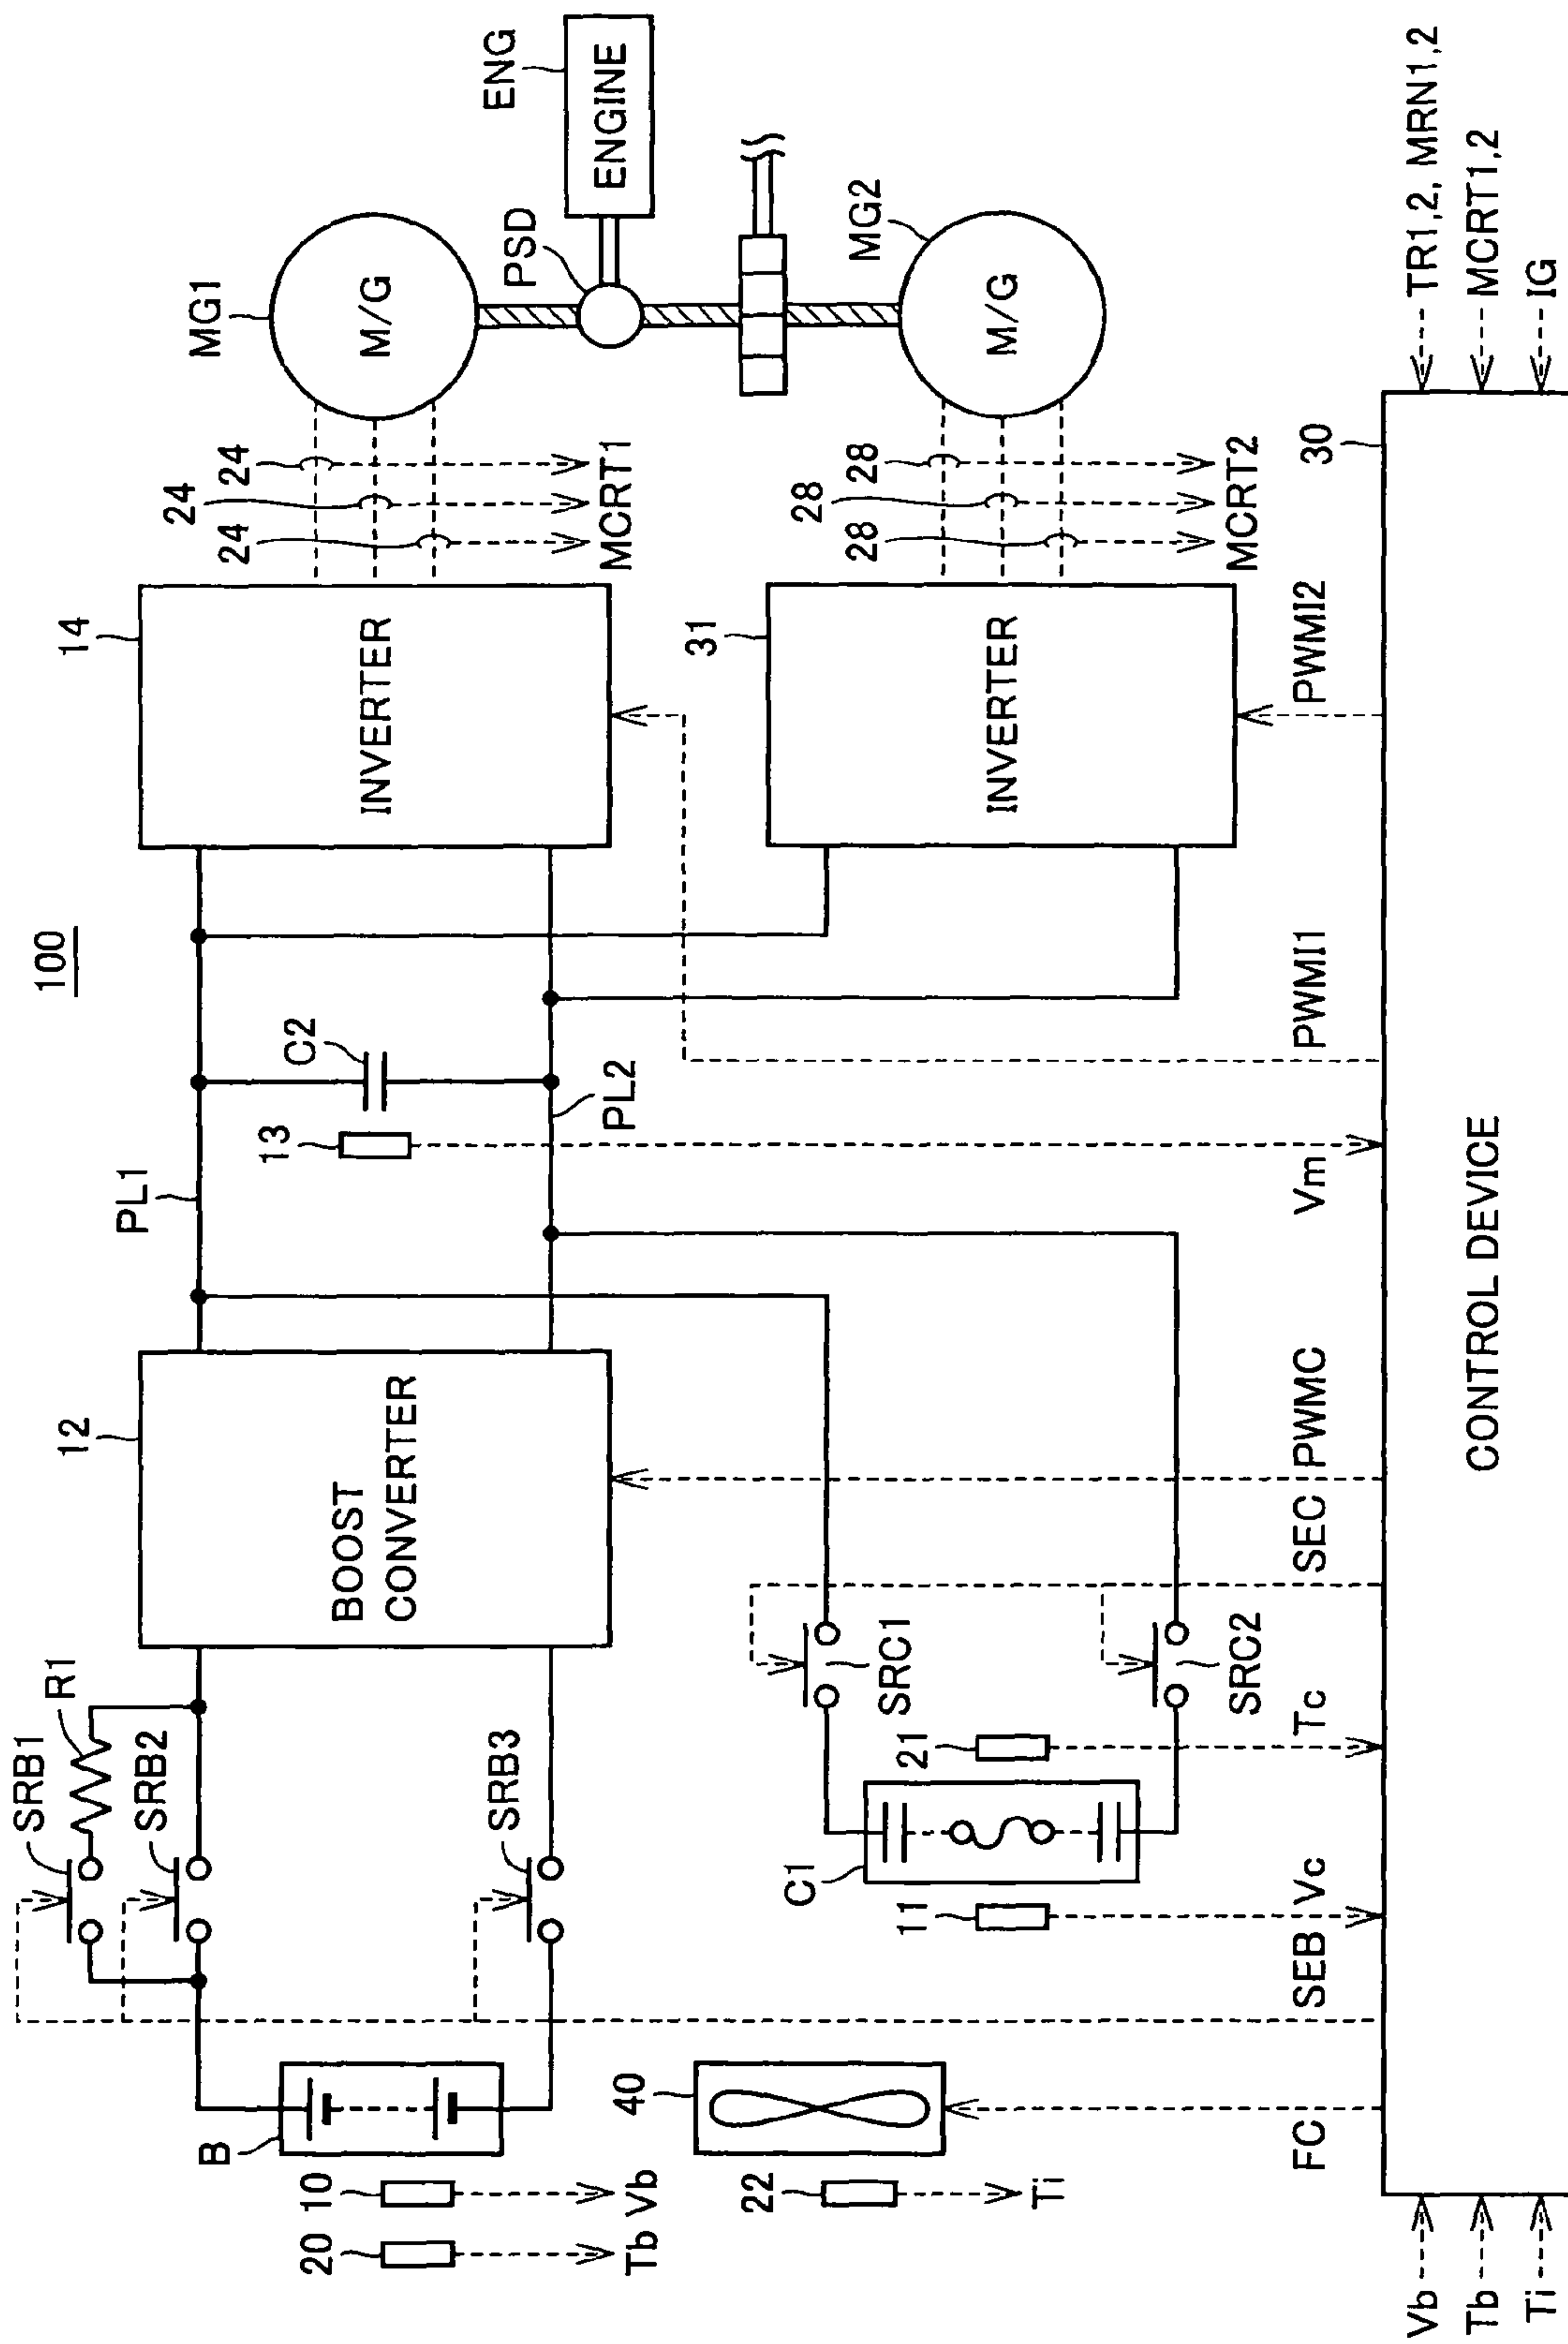 100
SRB1
R1
SRB2
SRB3
B
10
Vb
20
Tb
12
BOOST
CONVERTER
PL1
13
C2
PL2
14
INVERTER
24
24
24
MCRT1
MG1
M/G
PSD
ENG
ENGINE
40
22
Ti
C1
11
21
SRC1
SRC2
31
INVERTER
28
28
28
MCRT2
MG2
M/G
FC
SEB
Vc
Tc
SEC
PWMC
Vm
PWMI1
PWMI2
30
CONTROL DEVICE
Vb
Tb
Ti
TR1,2, MRN1,2
MCRT1,2
IG